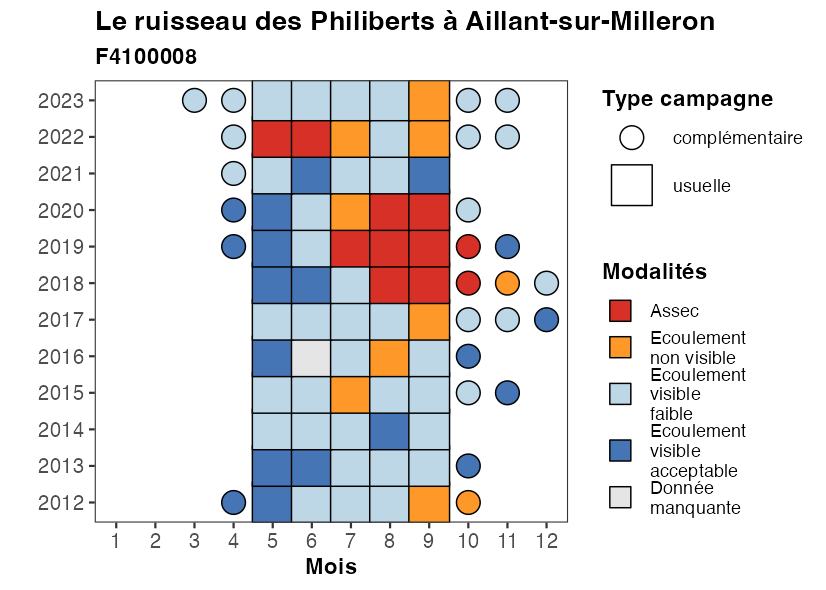 Le ruisseau des Philiberts à Aillant-sur-Milleron
F4100008
2023
2022
2021
2020
2019
2018
2017
2016
2015
2014
2013
2012
1 2 3 4 5 6 7 8 9 10 11 12
Mois
Type campagne
complémentaire
usuelle
Modalités
Assec
Ecoulement
non visible
Ecoulement
visible
faible
Ecoulement
visible
acceptable
Donnée
manquante